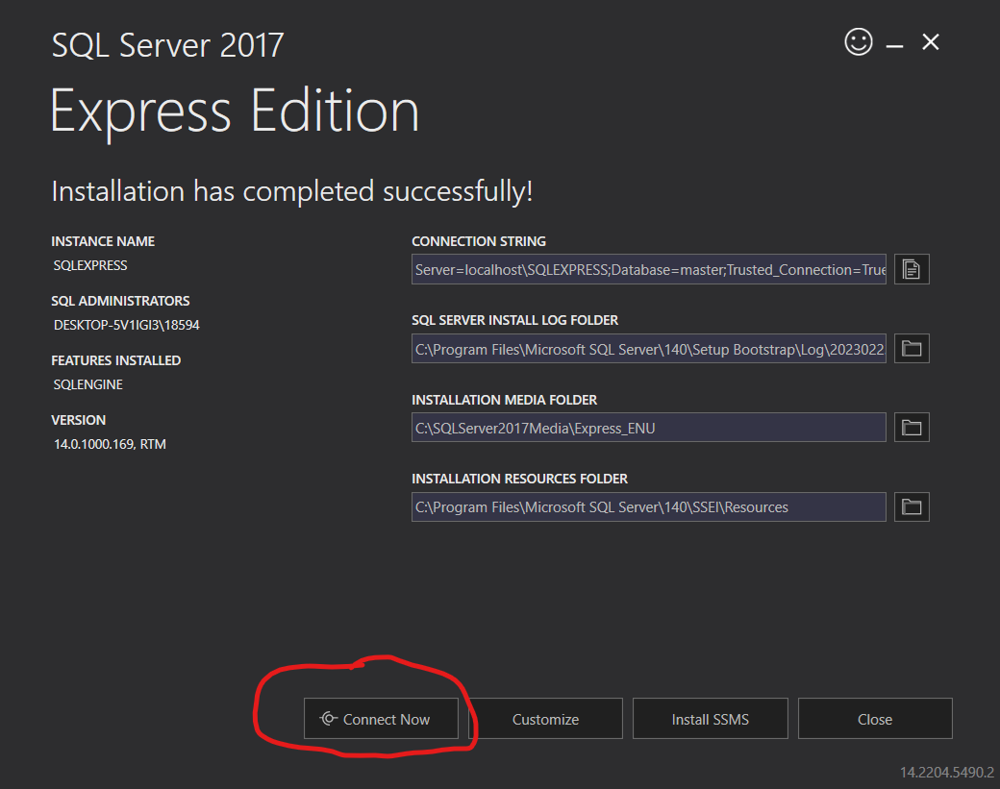 SQL Server 2017
Express Edition
Installation has completed successfully!
INSTANCE NAME
SQLEXPRESS
SQL ADMINISTRATORS
DESKTOP-5V1IGI3\18594
FEATURES INSTALLED
SQLENGINE
VERSION
14.0.1000.169, RTM
CONNECTION STRING
Server=localhost\SQLEXPRESS;Database=master;Trusted_Connection=True
SQL SERVER INSTALL LOG FOLDER
C:\Program Files\Microsoft SQL Server\140\Setup Bootstrap\Log\2023022
INSTALLATION MEDIA FOLDER
C:\SQLServer2017Media\Express_ENU
INSTALLATION RESOURCES FOLDER
C:\Program Files\Microsoft SQL Server\140\SSEI\Resources
Connect Now
Customize
Install SSMS
Close
14.2204.5490.2